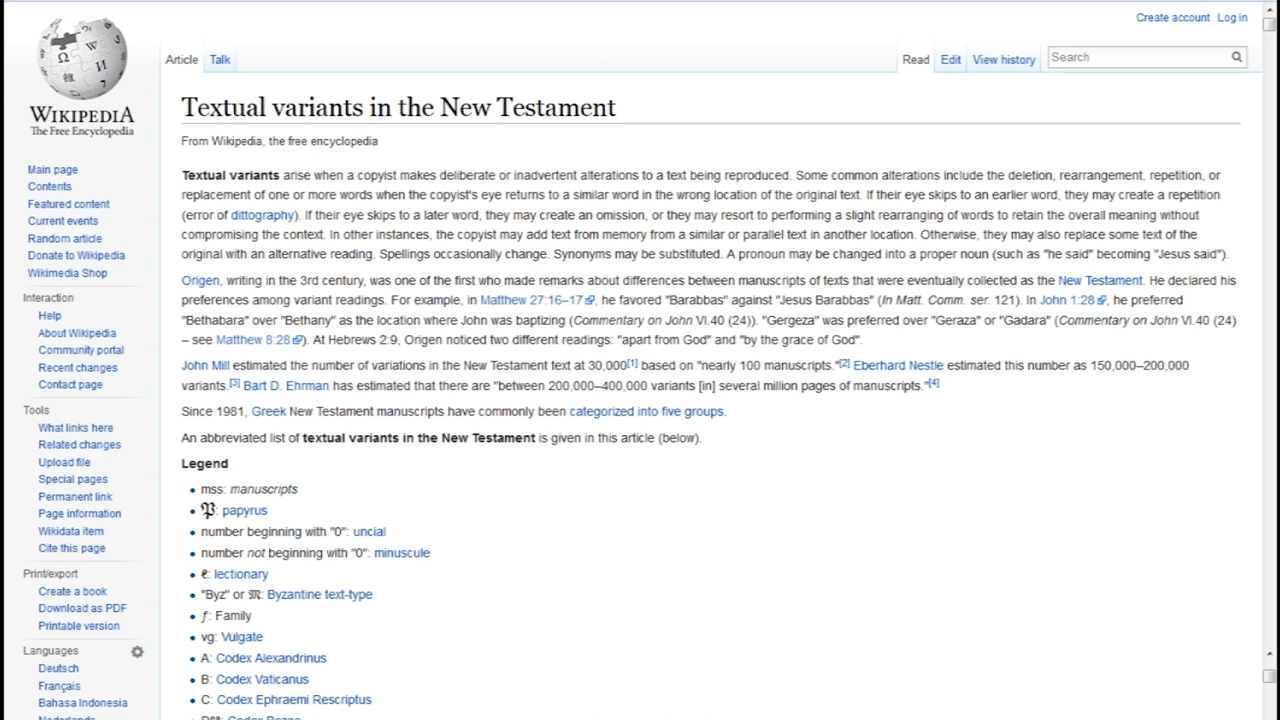 Create account Log in
Article Talk Read Edit View history Search
WIKIPEDIA
The Free Encyclopedia
Main page
Contents
Featured content
Current events
Random article
Donate to Wikipedia
Wikimedia Shop
Interaction
Help
About Wikipedia
Community portal
Recent changes
Contact page
Tools
What links here
Related changes
Upload file
Special pages
Permanent link
Page information
Wikidata item
Cite this page
Print/export
Create a book
Download as PDF
Printable version
Languages
Deutsch
Français
Bahasa Indonesia
Nederlands
Textual variants in the New Testament
From Wikipedia, the free encyclopedia
Textual variants arise when a copyist makes deliberate or inadvertent alterations to a text being reproduced. Some common alterations include the deletion, rearrangement, repetition, or
replacement of one or more words when the copyist's eye returns to a similar word in the wrong location of the original text. If their eye skips to an earlier word, they may create a repetition
(error of dittography). If their eye skips to a later word, they may create an omission, or they may resort to performing a slight rearranging of words to retain the overall meaning without
compromising the context. In other instances, the copyist may add text from memory from a similar or parallel text in another location. Otherwise, they may also replace some text of the
original with an alternative reading. Spellings occasionally change. Synonyms may be substituted. A pronoun may be changed into a proper noun (such as "he said" becoming "Jesus said").
Origen, writing in the 3rd century, was one of the first who made remarks about differences between manuscripts of texts that were eventually collected as the New Testament. He declared his
preferences among variant readings. For example, in Matthew 27:16–17, he favored "Barabbas" against "Jesus Barabbas" (In Matt. Comm. ser. 121). In John 1:28, he preferred
"Bethabara" over "Bethany" as the location where John was baptizing (Commentary on John VI.40 (24)). "Gergeza" was preferred over "Geraza" or "Gadara" (Commentary on John VI.40 (24)
– see Matthew 8:28). At Hebrews 2:9, Origen noticed two different readings: "apart from God" and "by the grace of God".
John Mill estimated the number of variations in the New Testament text at 30,000[1] based on "nearly 100 manuscripts."[2] Eberhard Nestle estimated this number as 150,000–200,000
variants.[3] Bart D. Ehrman has estimated that there are "between 200,000–400,000 variants [in] several million pages of manuscripts."[4]
Since 1981, Greek New Testament manuscripts have commonly been categorized into five groups.
An abbreviated list of textual variants in the New Testament is given in this article (below).
Legend
• mss: manuscripts
• 𝔓: papyrus
• number beginning with "0": uncial
• number not beginning with "0": minuscule
• ℓ: lectionary
• "Byz" or 𝔐: Byzantine text-type
• ƒ: Family
• vg: Vulgate
• A: Codex Alexandrinus
• B: Codex Vaticanus
• C: Codex Ephraemi Rescriptus
Codex Bezae